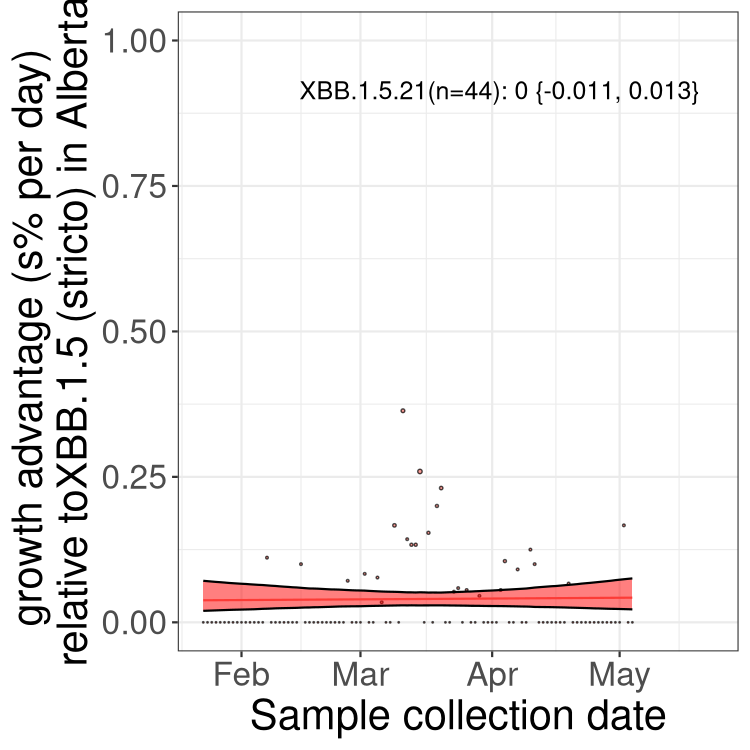 growth advantage (s% per day)
relative toXBB.1.5 (stricto) in Alberta
1.00
0.75
0.50
0.25
0.00
XBB.1.5.21(n=44): 0 {-0.011, 0.013}
Feb Mar Apr May
Sample collection date